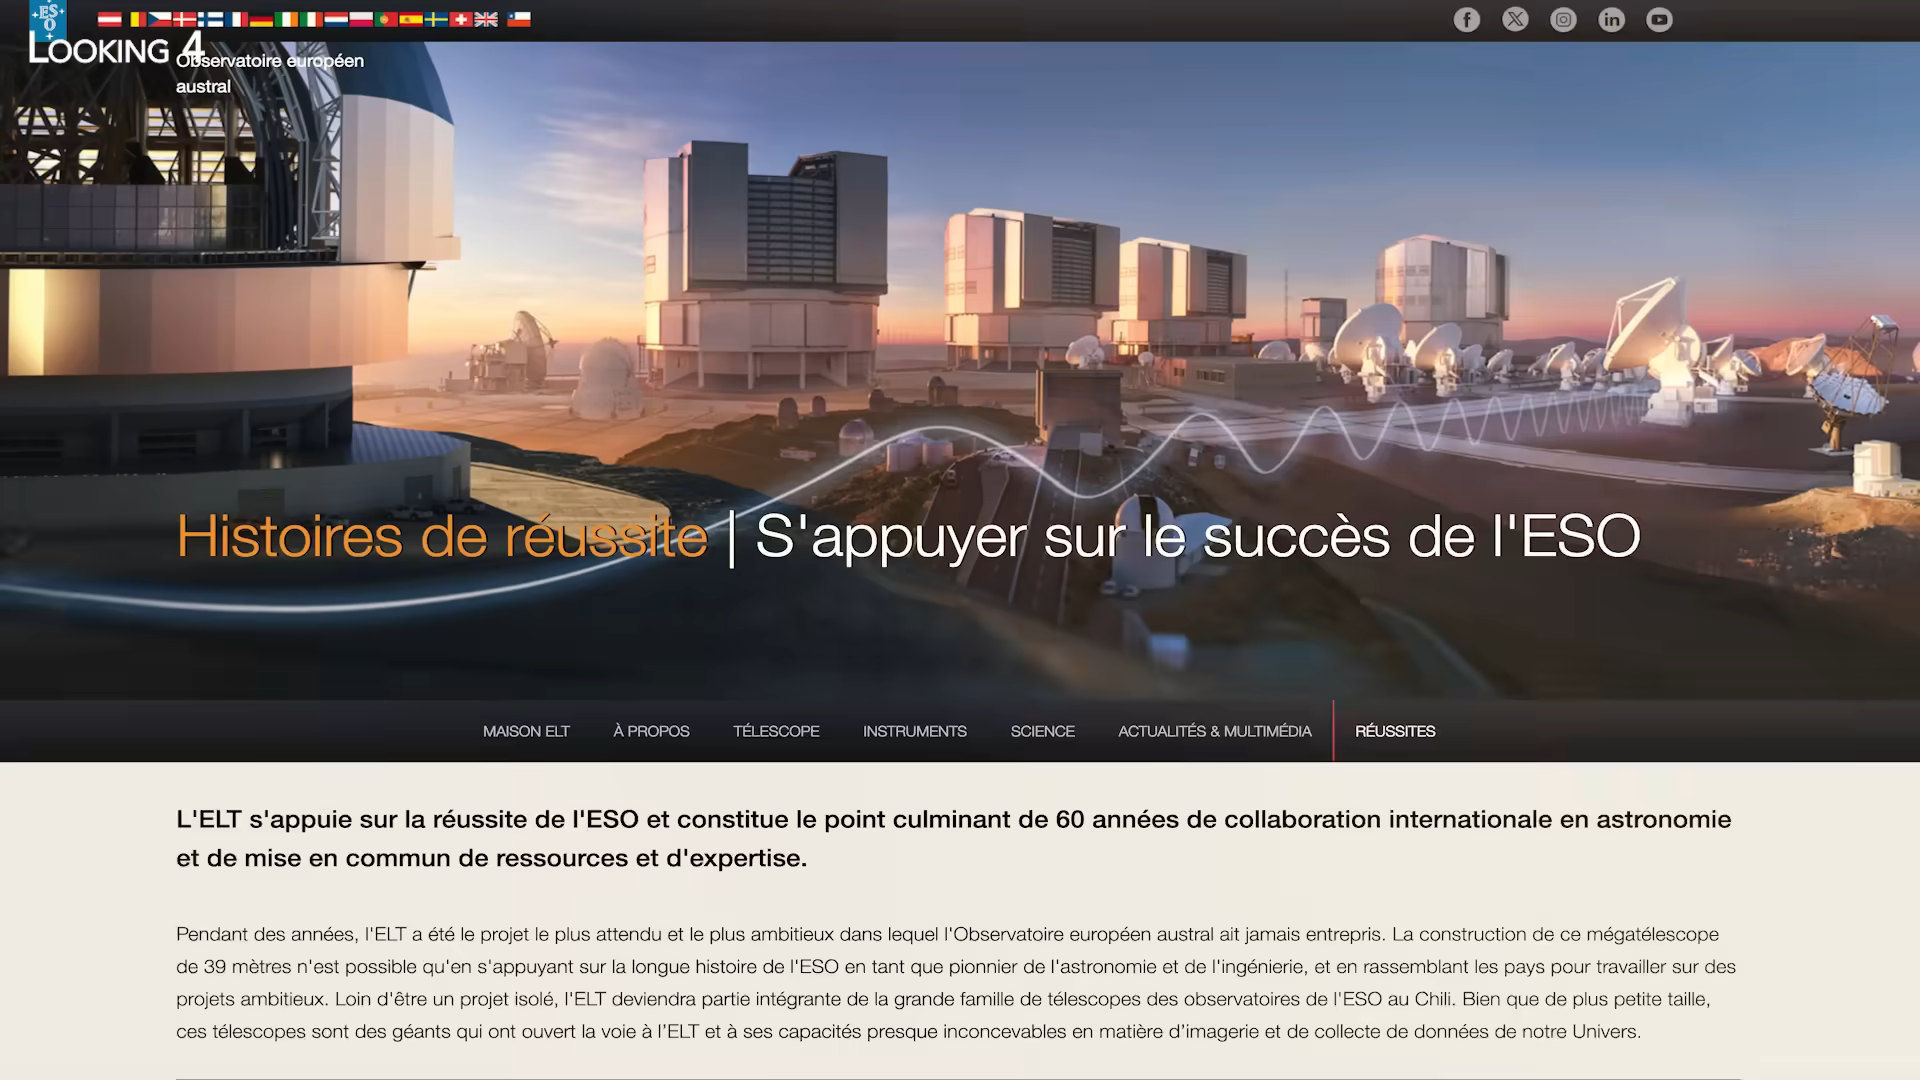 ESO
LOOKING 4
Observatoire européen
austral
Histoires de réussite | S'appuyer sur le succès de l'ESO
MAISON ELT À PROPOS TÉLESCOPE INSTRUMENTS SCIENCE ACTUALITÉS & MULTIMÉDIA RÉUSSITES
L'ELT s'appuie sur la réussite de l'ESO et constitue le point culminant de 60 années de collaboration internationale en astronomie
et de mise en commun de ressources et d'expertise.
Pendant des années, l'ELT a été le projet le plus attendu et le plus ambitieux dans lequel l'Observatoire européen austral ait jamais entrepris. La construction de ce mégatélescope
de 39 mètres n'est possible qu'en s'appuyant sur la longue histoire de l'ESO en tant que pionnier de l'astronomie et de l'ingénierie, et en rassemblant les pays pour travailler sur des
projets ambitieux. Loin d'être un projet isolé, l'ELT deviendra partie intégrante de la grande famille de télescopes des observatoires de l'ESO au Chili. Bien que de plus petite taille,
ces télescopes sont des géants qui ont ouvert la voie à l’ELT et à ses capacités presque inconcevables en matière d’imagerie et de collecte de données de notre Univers.